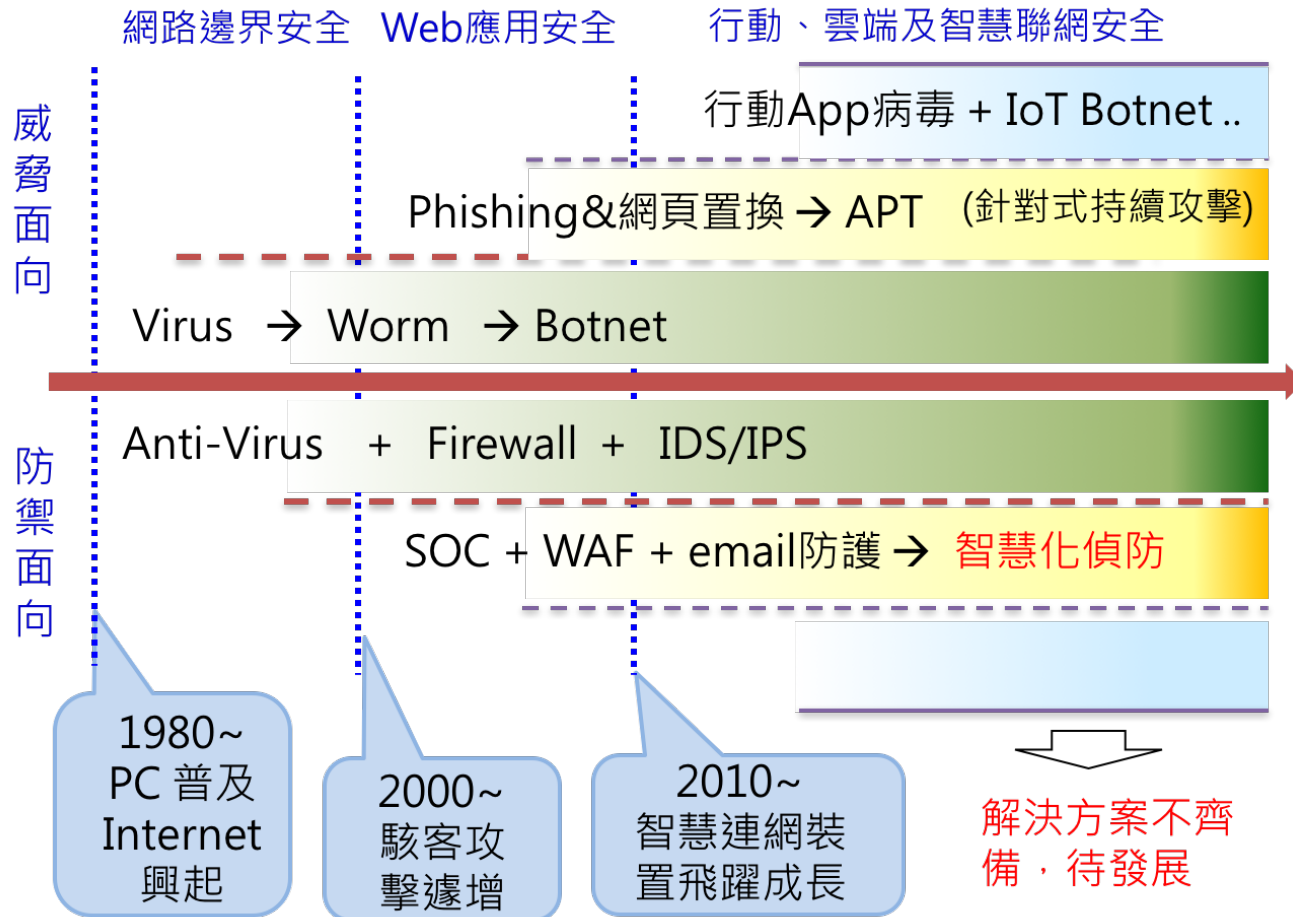 網路邊界安全 Web應用安全 行動、雲端及智慧聯網安全
威脅面向
行動App病毒 + IoT Botnet ..
Phishing&網頁置換 → APT (針對式持續攻擊)
Virus → Worm → Botnet
防禦面向
Anti-Virus + Firewall + IDS/IPS
SOC + WAF + email防護 → 智慧化偵防
1980~
PC 普及
Internet
興起
2000~
駭客攻
擊遽增
2010~
智慧連網裝
置飛躍成長
解決方案不齊
備，待發展